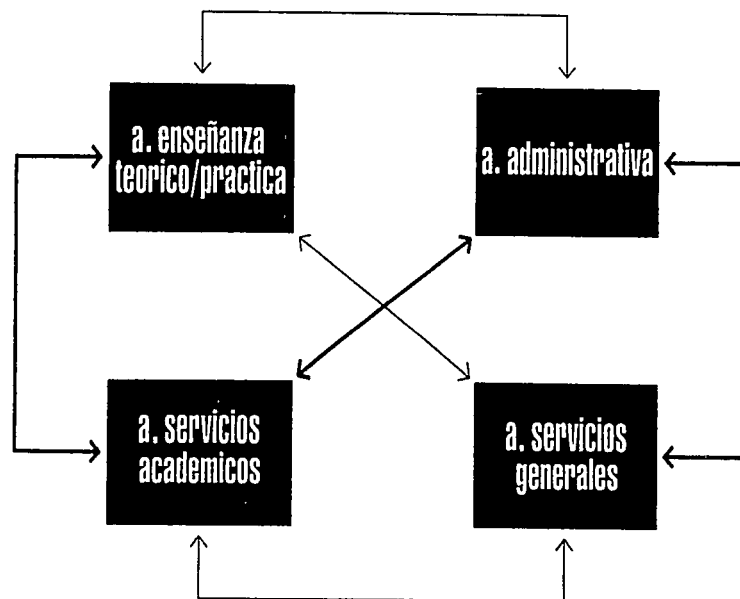 a. enseñanza
teorico/practica
a. administrativa
a. servicios
academicos
a. servicios
generales